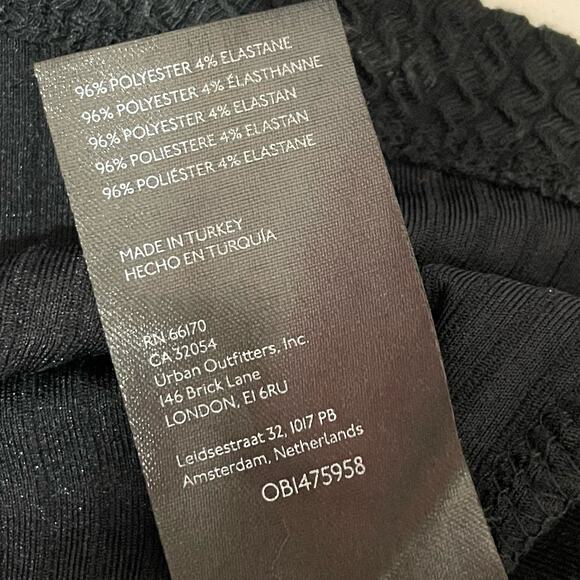 96% POLYESTER 4% ELASTANE
96% POLYESTER 4% ÉLASTHANNE
96% POLYESTER 4% ELASTAN
96% POLIESTERE 4% ELASTAN
96% POLIÉSTER 4% ELASTANE
MADE IN TURKEY
HECHO EN TURQUÍA
RN 66170
CA 32054
Urban Outfitters, Inc.
146 Brick Lane
LONDON, E1 6RU
Leidsestraat 32, 1017 PB
Amsterdam, Netherlands
OB1475958